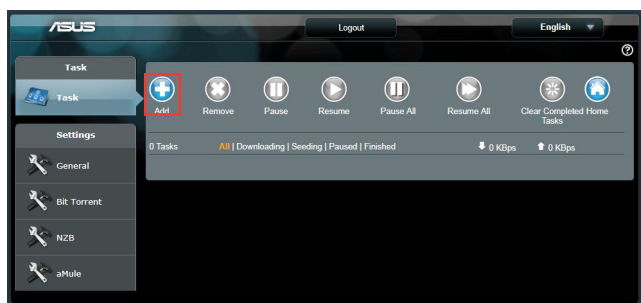 ASUS
Logout
English
Task
Task
Settings
General
Bit Torrent
NZB
aMule
Add
Remove
Pause
Resume
Pause All
Resume All
Clear Completed
Tasks
Home
0 Tasks
All | Downloading | Seeding | Paused | Finished
0 KBps
0 KBps